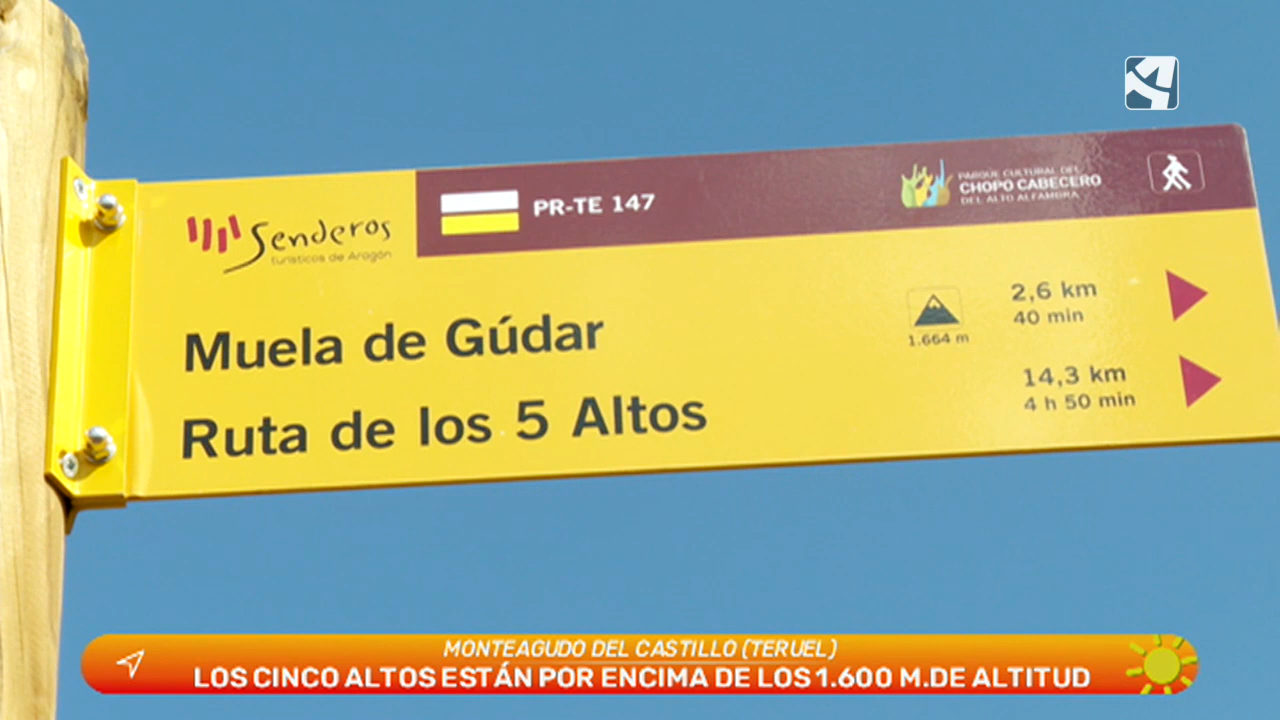 Senderos
turísticos de Aragón
PR-TE 147
PARQUE CULTURAL DEL
CHOPO CABECERO
DEL ALTO ALFAMBRA
Muela de Gúdar
1.664 m
2,6 km
40 min
Ruta de los 5 Altos
14,3 km
4 h 50 min
MONTEAGUDO DEL CASTILLO (TERUEL)
LOS CINCO ALTOS ESTÁN POR ENCIMA DE LOS 1.600 M.DE ALTITUD